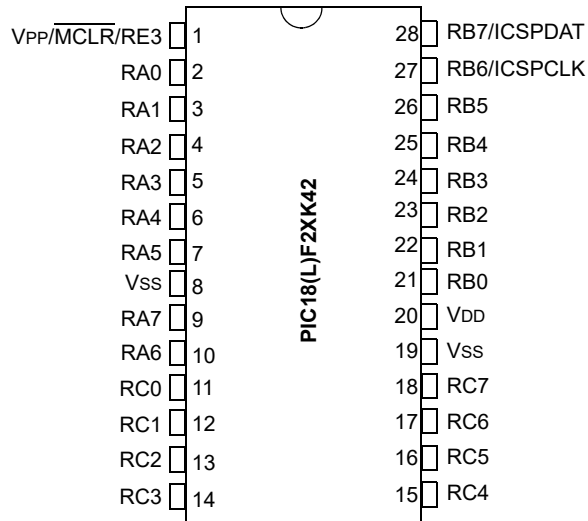 VPP/MCLR/RE3 1 28 RB7/ICSPDAT
RA0 2 27 RB6/ICSPCLK
RA1 3 26 RB5
RA2 4 25 RB4
RA3 5 24 RB3
RA4 6 23 RB2
RA5 7 22 RB1
VSS 8 21 RB0
RA7 9 20 VDD
RA6 10 19 VSS
RC0 11 18 RC7
RC1 12 17 RC6
RC2 13 16 RC5
RC3 14 15 RC4
PIC18(L)F2XK42